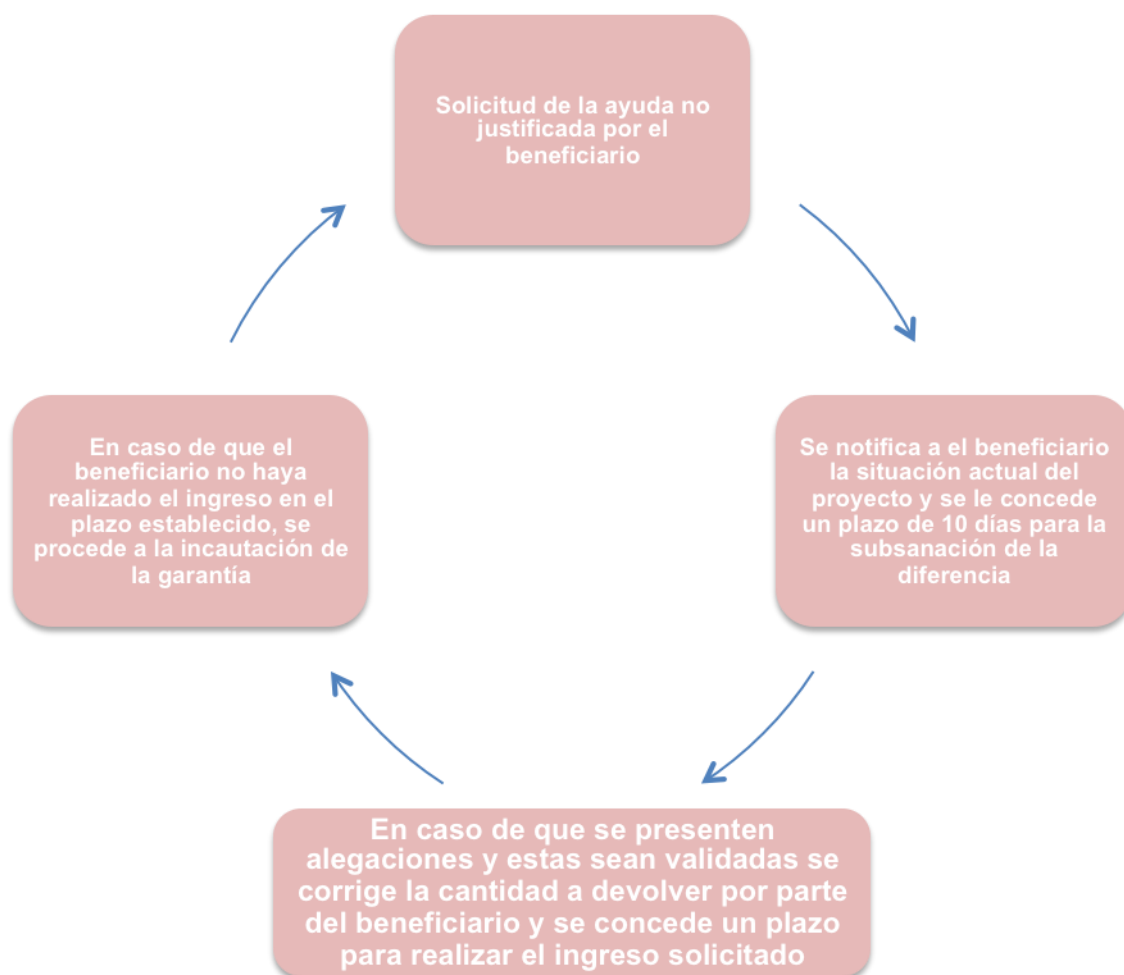 Solicitud de la ayuda no
justificada por el
beneficiario
Se notifica a el beneficiario
la situación actual del
proyecto y se le concede
un plazo de 10 días para la
subsanación de la
diferencia
En caso de que se presenten
alegaciones y estas sean validadas se
corrige la cantidad a devolver por parte
del beneficiario y se concede un plazo
para realizar el ingreso solicitado
En caso de que el
beneficiario no haya
realizado el ingreso en el
plazo establecido, se
procede a la incautación de
la garantía